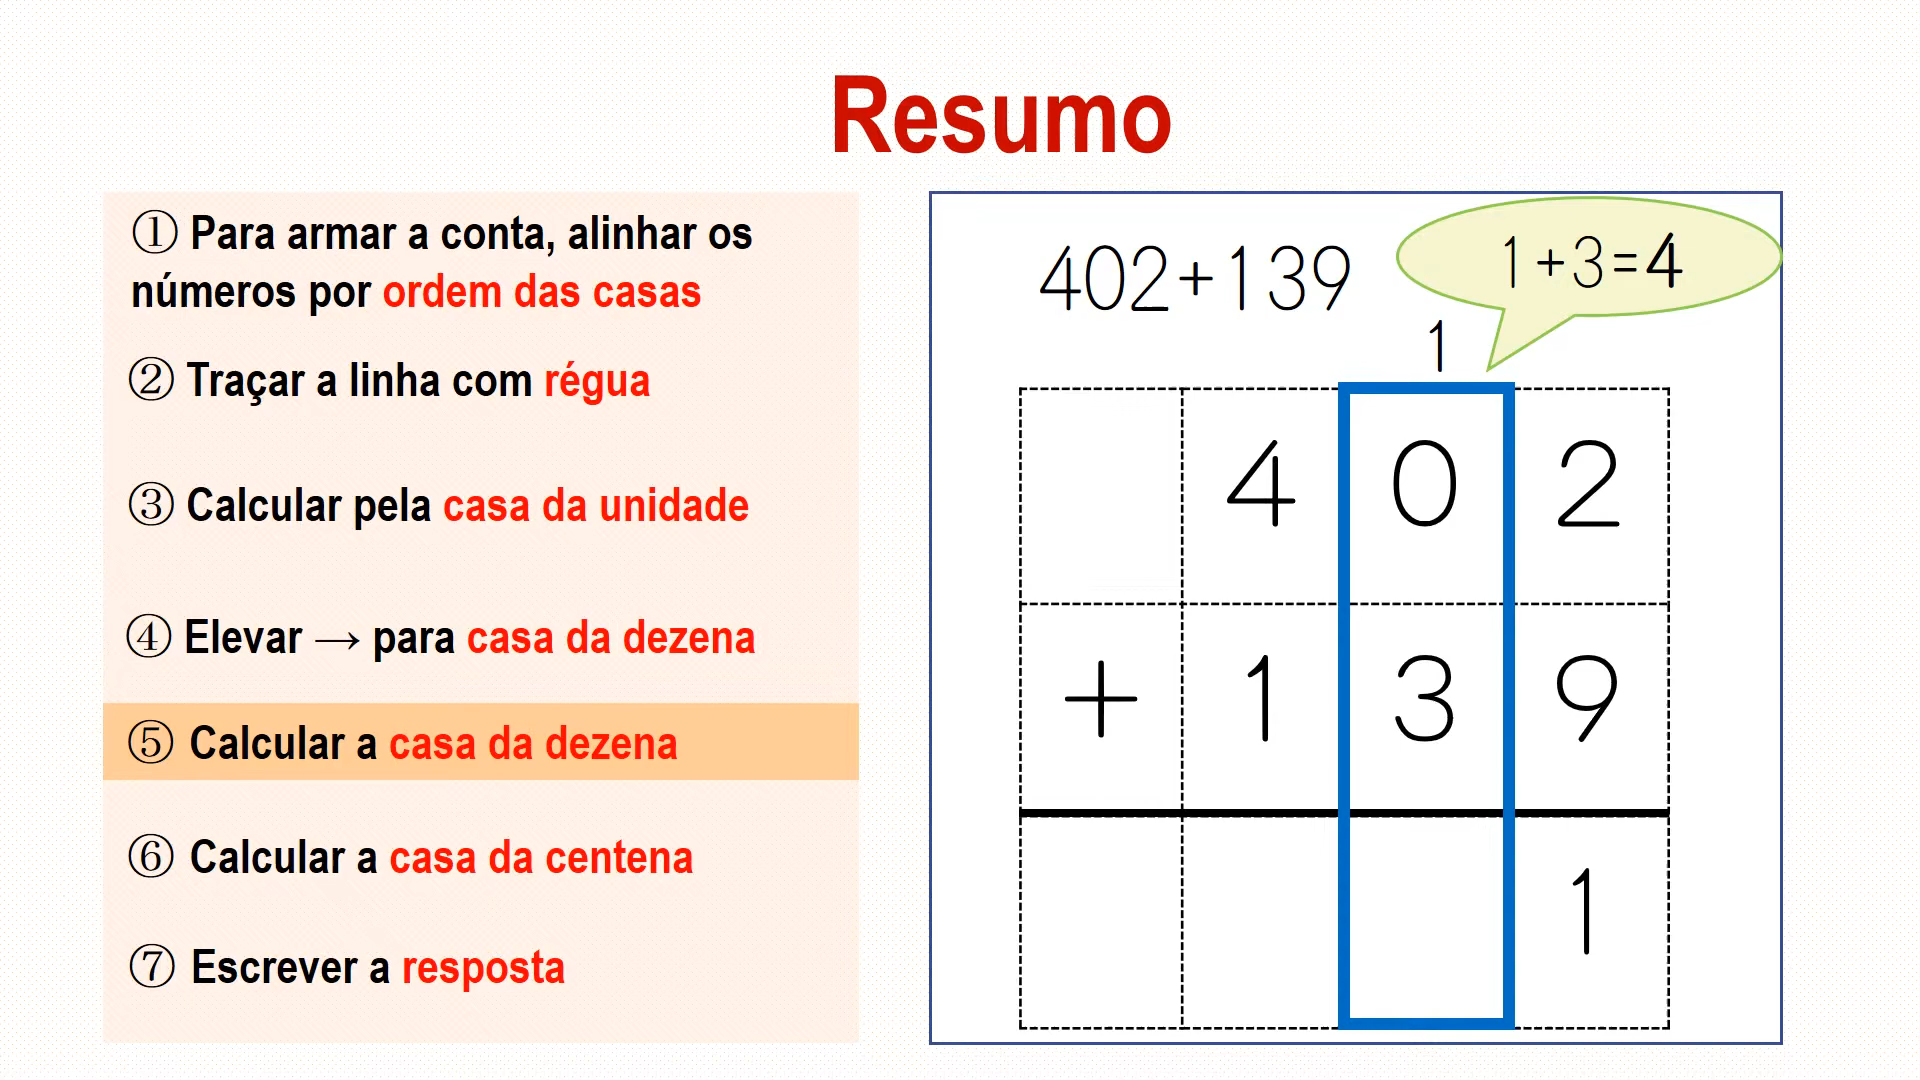 Resumo
① Para armar a conta, alinhar os
números por ordem das casas
② Traçar a linha com régua
③ Calcular pela casa da unidade
④ Elevar → para casa da dezena
⑤ Calcular a casa da dezena
⑥ Calcular a casa da centena
⑦ Escrever a resposta
402+139
1+3=4
1
4 0 2
+ 1 3 9
1